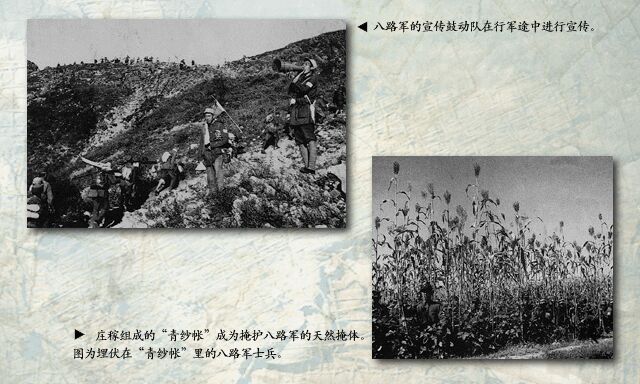 ◀ 八路军的宣传鼓动队在行军途中进行宣传。
▶ 庄稼组成的“青纱帐”成为掩护八路军的天然掩体。
图为埋伏在“青纱帐”里的八路军士兵。